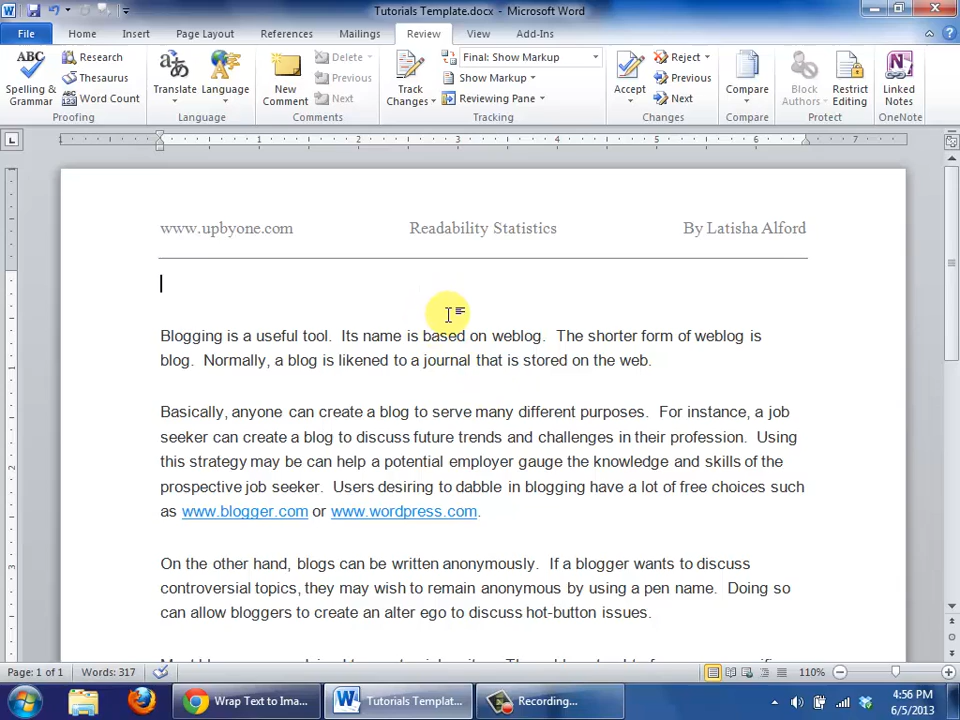 Tutorials Template.docx - Microsoft Word
File Home Insert Page Layout References Mailings Review View Add-Ins
ABC Spelling & Grammar
Research
Thesaurus
ABC 123 Word Count
Proofing
Translate
Language
Language
New Comment
Delete
Previous
Next
Comments
Track Changes
Final: Show Markup
Show Markup
Reviewing Pane
Tracking
Accept
Reject
Previous
Next
Changes
Compare
Compare
Block Authors
Restrict Editing
Protect
Linked Notes
OneNote
1 2 3 4 5 6 7
www.upbyone.com Readability Statistics By Latisha Alford
Blogging is a useful tool.  Its name is based on weblog.  The shorter form of weblog is
blog.  Normally, a blog is likened to a journal that is stored on the web.
Basically, anyone can create a blog to serve many different purposes.  For instance, a job
seeker can create a blog to discuss future trends and challenges in their profession.  Using
this strategy may be can help a potential employer gauge the knowledge and skills of the
prospective job seeker.  Users desiring to dabble in blogging have a lot of free choices such
as www.blogger.com or www.wordpress.com.
On the other hand, blogs can be written anonymously.  If a blogger wants to discuss
controversial topics, they may wish to remain anonymous by using a pen name.  Doing so
can allow bloggers to create an alter ego to discuss hot-button issues.
Page: 1 of 1 Words: 317 110%
Wrap Text to Ima... Tutorials Templat... Recording... 4:56 PM
6/5/2013